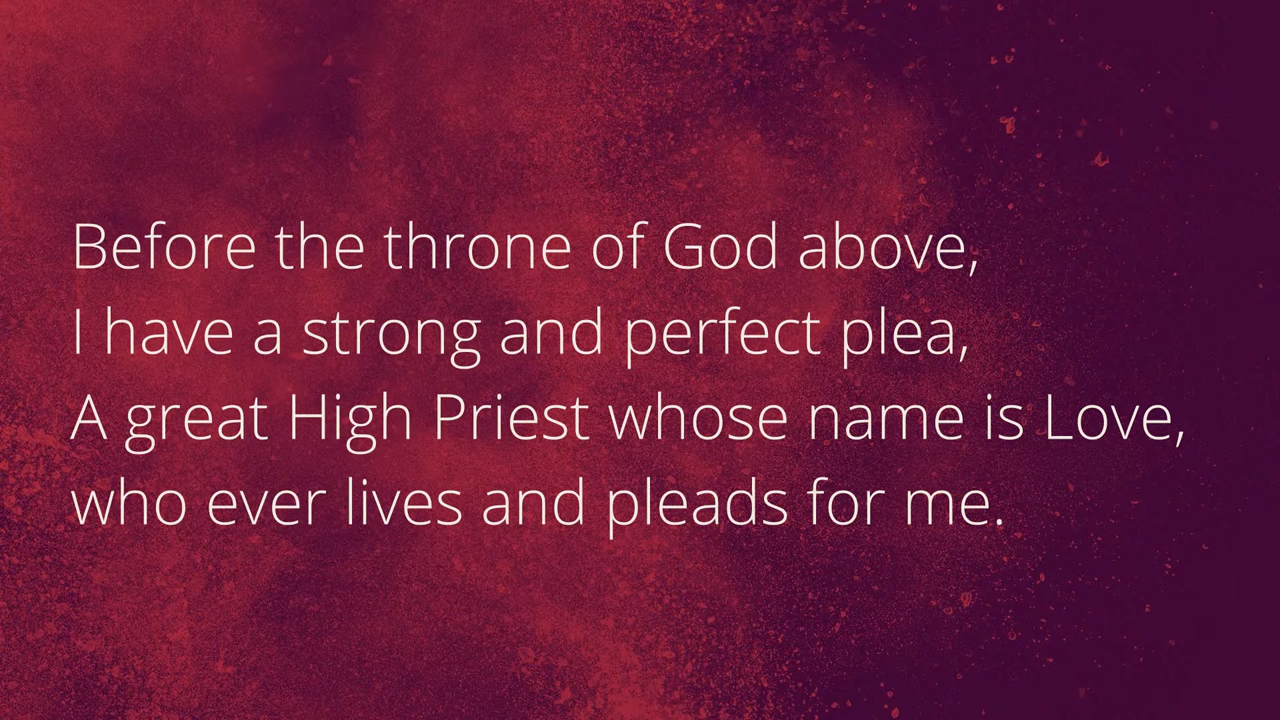 Before the throne of God above,
I have a strong and perfect plea,
A great High Priest whose name is Love,
who ever lives and pleads for me.